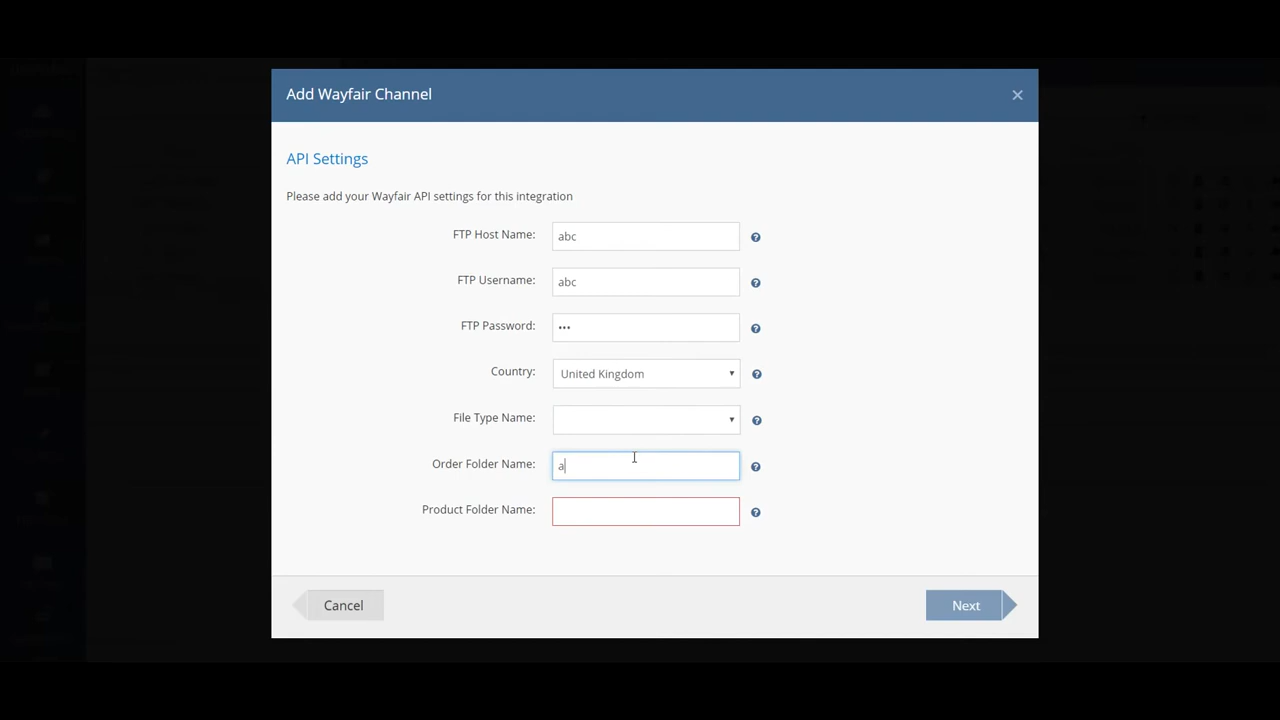 Add Wayfair Channel
×
API Settings
Please add your Wayfair API settings for this integration
FTP Host Name: abc
FTP Username: abc
FTP Password: •••
Country: United Kingdom
File Type Name:
Order Folder Name: a
Product Folder Name:
Cancel
Next